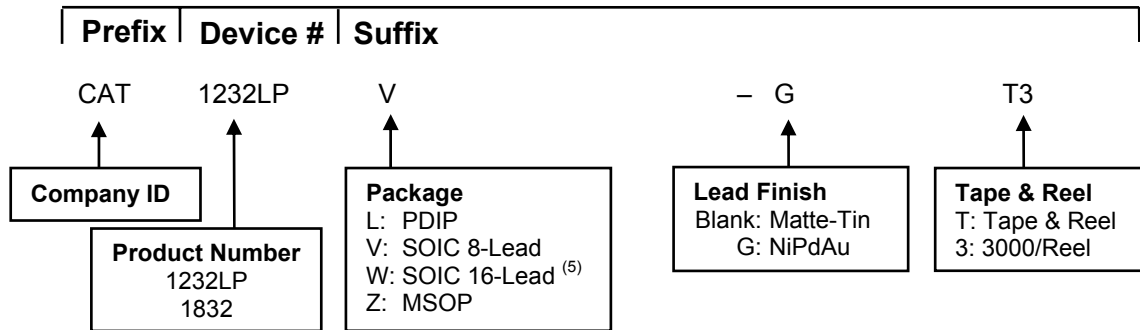 Prefix Device # Suffix
CAT 1232LP V – G T3
Company ID
Product Number
1232LP
1832
Package
L: PDIP
V: SOIC 8-Lead
W: SOIC 16-Lead (5)
Z: MSOP
Lead Finish
Blank: Matte-Tin
G: NiPdAu
Tape & Reel
T: Tape & Reel
3: 3000/Reel